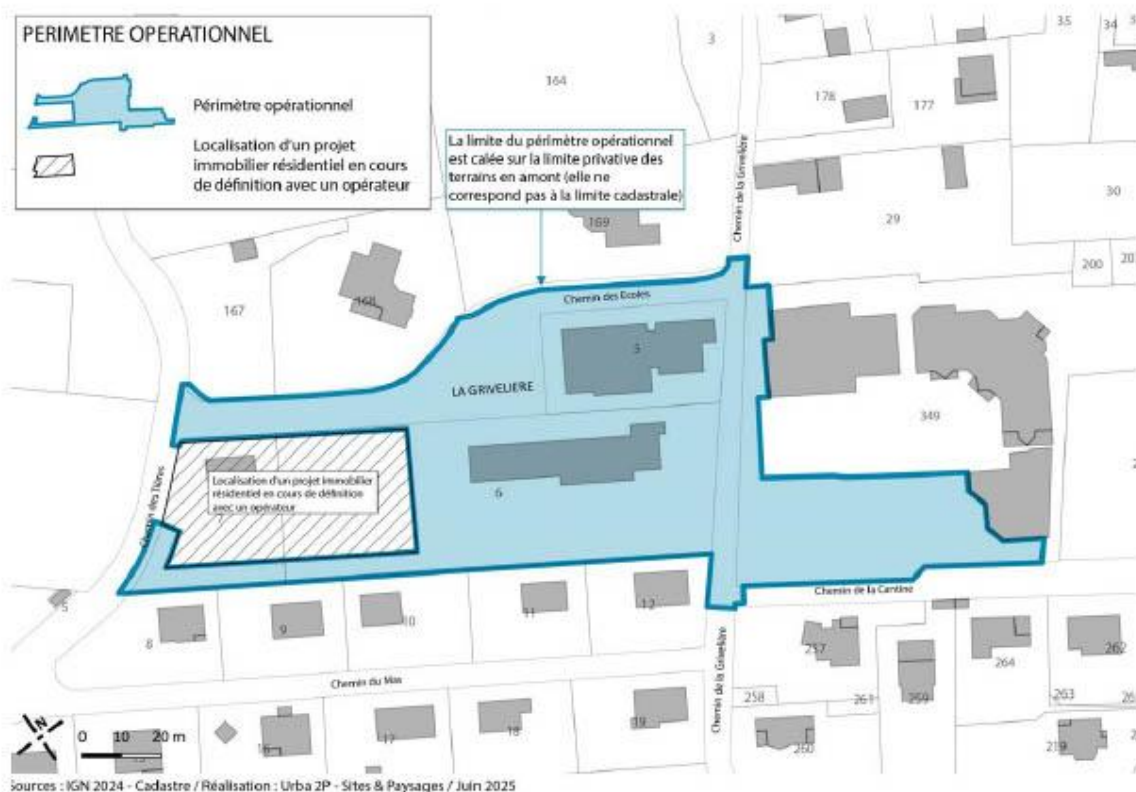 PERIMETRE OPERATIONNEL
Périmètre opérationnel
Localisation d'un projet
immobilier résidentiel en cours
de définition avec un opérateur
La limite du périmètre opérationnel
est calée sur la limite privative des
terrains en amont (elle ne
correspond pas à la limite cadastrale)
3
164
35
34
178
177
Chemin de la Grivelière
169
29
30
200
167
168
Chemin des Ecoles
LA GRIVELIERE
349
6
Localisation d'un projet immobilier
résidentiel en cours de définition
avec un opérateur
7
Chemin des Tières
5
8
9
10
11
12
Chemin de la Cantine
Chemin du Mas
Chemin de la Grivelière
257
259
264
262
258
261
263
16
17
18
19
260
219
N
0 10 20 m
Sources : IGN 2024 - Cadastre / Réalisation : Urba 2P - Sites & Paysages / Juin 2025